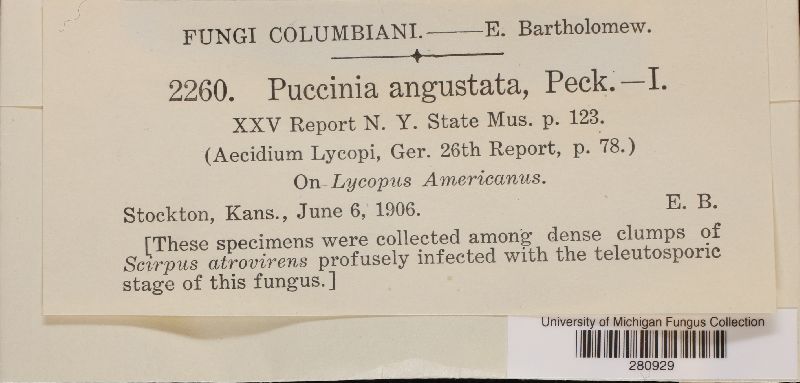 FUNGI COLUMBIANI.——E. Bartholomew.
2260. Puccinia angustata, Peck.—I.
XXV Report N. Y. State Mus. p. 123.
(Aecidium Lycopi, Ger. 26th Report, p. 78.)
On Lycopus Americanus.
Stockton, Kans., June 6, 1906. E. B.
[These specimens were collected among dense clumps of
Scirpus atrovirens profusely infected with the teleutosporic
stage of this fungus.]
University of Michigan Fungus Collection
280929